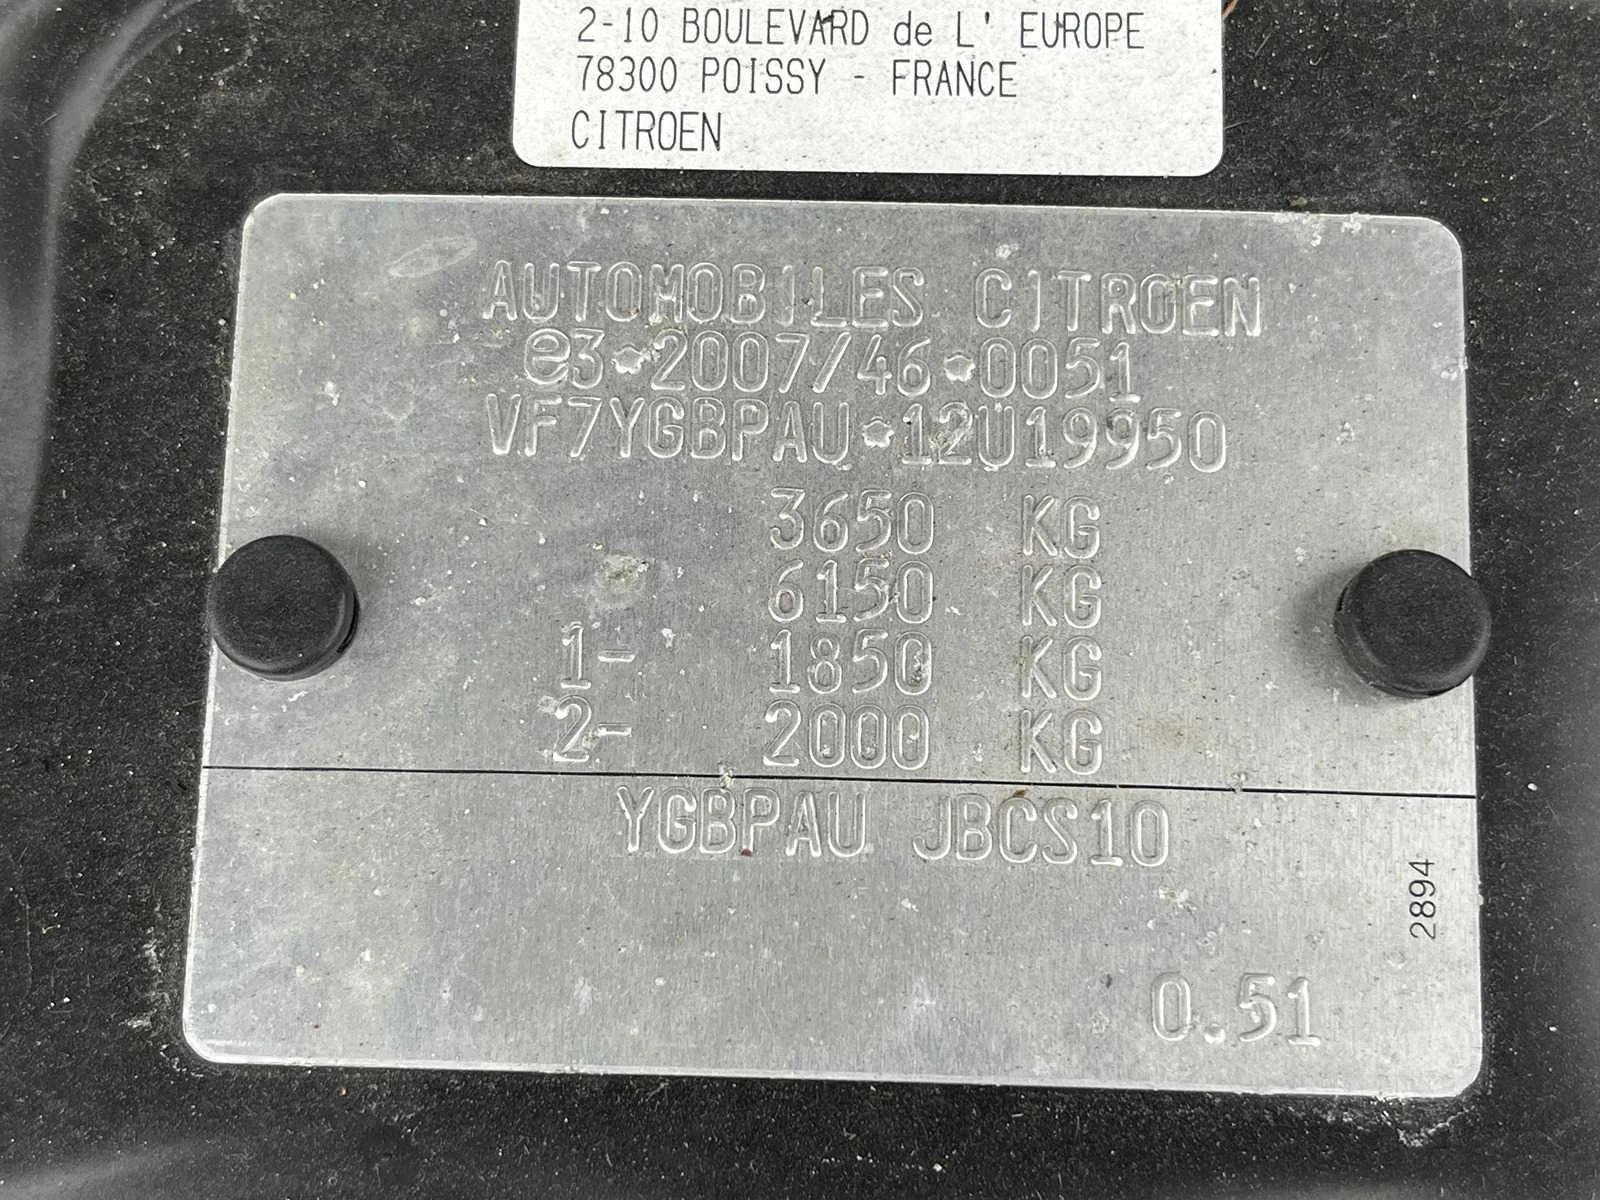 2-10 BOULEVARD de L' EUROPE
78300 POISSY - FRANCE
CITROEN
AUTOMOBILES CITROEN
e3*2007/46*0051
VF7YGBPAU*12U19950
3650 KG
6150 KG
1- 1850 KG
2- 2000 KG
YGBPAU JBCS10
2894
0.51